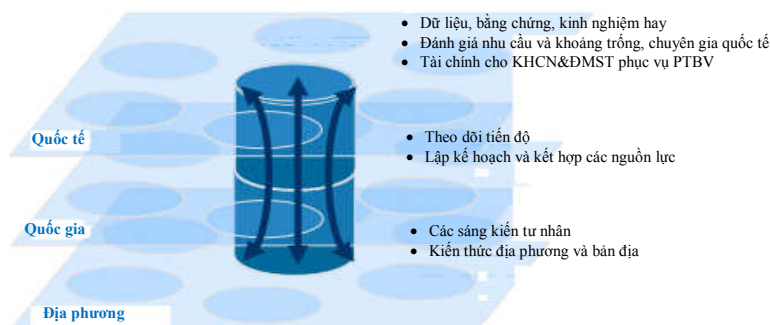 Dữ liệu, bằng chứng, kinh nghiệm hay
Đánh giá nhu cầu và khoảng trống, chuyên gia quốc tế
Tài chính cho KHCN&ĐMST phục vụ PTBV
Quốc tế
Theo dõi tiến độ
Lập kế hoạch và kết hợp các nguồn lực
Quốc gia
Các sáng kiến tư nhân
Kiến thức địa phương và bản địa
Địa phương